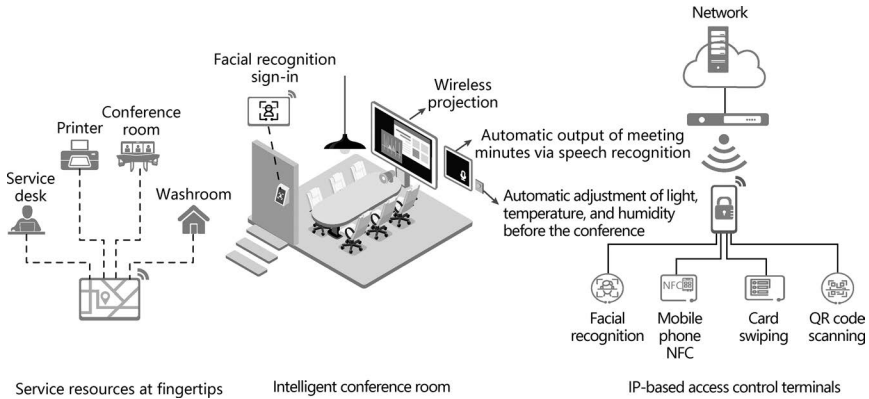 Service
desk
Printer
Conference
room
Washroom
Service resources at fingertips
Facial recognition
sign-in
Wireless
projection
Automatic output of meeting
minutes via speech recognition
Automatic adjustment of light,
temperature, and humidity
before the conference
Intelligent conference room
Network
NFC
Facial
recognition
Mobile
phone
NFC
Card
swiping
QR code
scanning
IP-based access control terminals